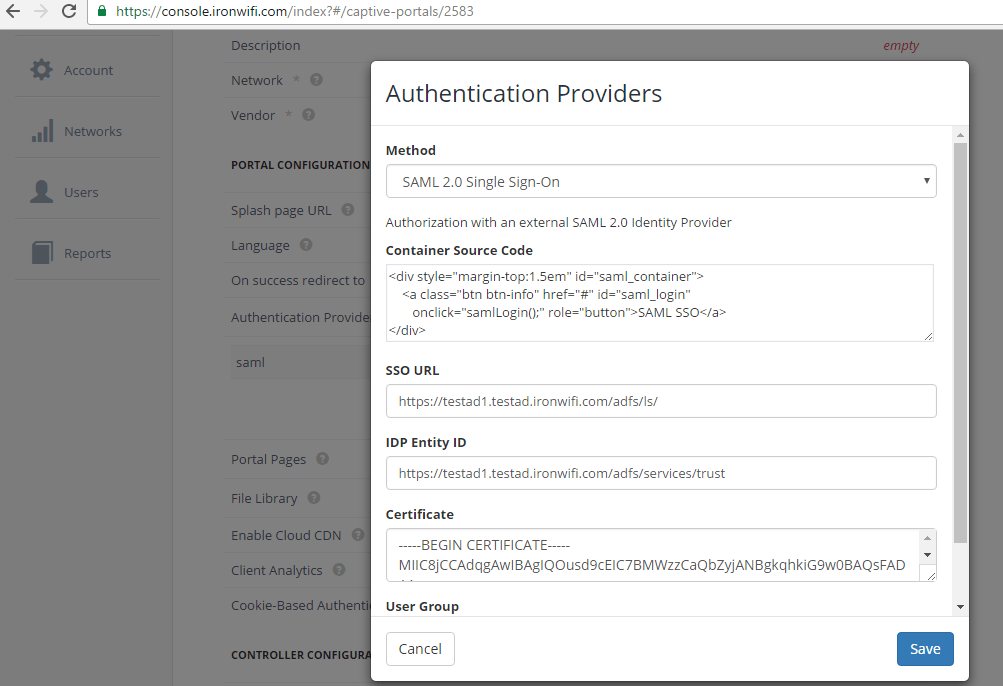 https://console.ironwifi.com/index?#/captive-portals/2583
Account
Networks
Users
Reports
Description empty
Network * ?
Vendor * ?
PORTAL CONFIGURATION
Splash page URL ?
Language ?
On success redirect to
Authentication Provide
saml
Portal Pages ?
File Library ?
Enable Cloud CDN ?
Client Analytics ?
Cookie-Based Authenti
CONTROLLER CONFIGURA
Authentication Providers
Method
SAML 2.0 Single Sign-On
Authorization with an external SAML 2.0 Identity Provider
Container Source Code
<div style="margin-top:1.5em" id="saml_container">
<a class="btn btn-info" href="#" id="saml_login"
onclick="samlLogin();" role="button">SAML SSO</a>
</div>
SSO URL
https://testad1.testad.ironwifi.com/adfs/ls/
IDP Entity ID
https://testad1.testad.ironwifi.com/adfs/services/trust
Certificate
-----BEGIN CERTIFICATE-----
MIIC8jCCAdqgAwIBAgIQOusd9cEIC7BMWzzCaQbZyjANBgkqhkiG9w0BAQsFAD
User Group
Cancel
Save